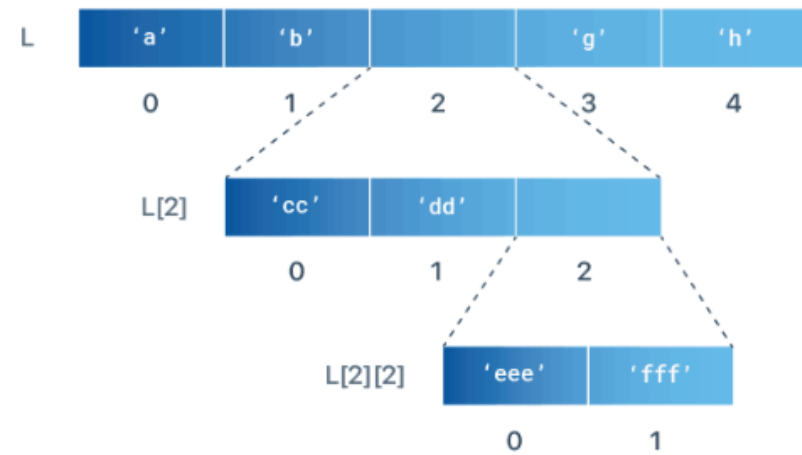 L ‘a’ ‘b’ ‘g’ ‘h’
0 1 2 3 4
L[2] ‘cc’ ‘dd’
0 1 2
L[2][2] ‘eee’ ‘fff’
0 1